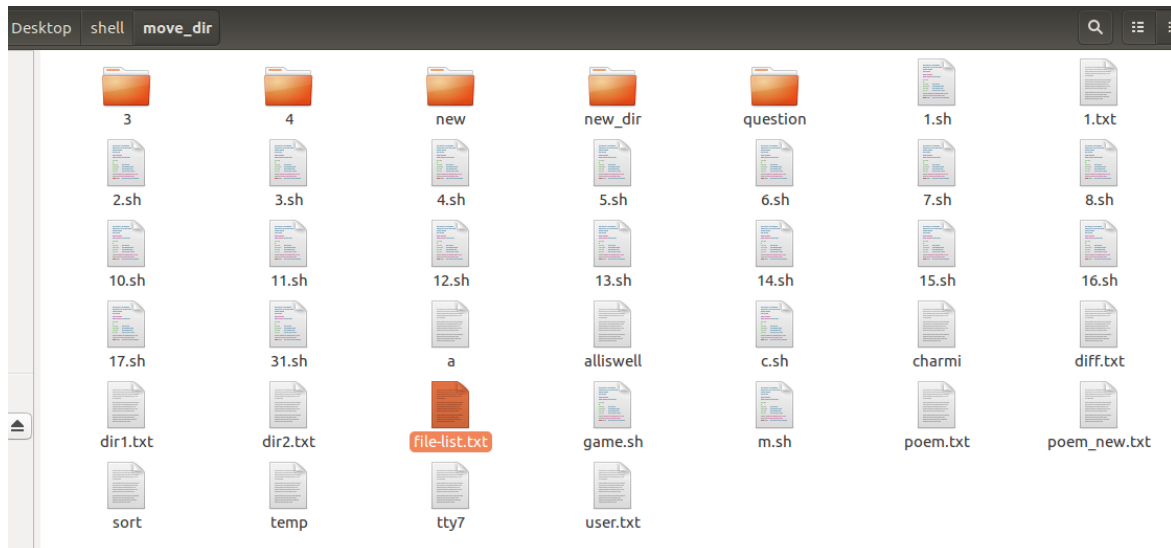 Desktop shell move_dir
3 4 new new_dir question 1.sh 1.txt
2.sh 3.sh 4.sh 5.sh 6.sh 7.sh 8.sh
10.sh 11.sh 12.sh 13.sh 14.sh 15.sh 16.sh
17.sh 31.sh a alliswell c.sh charmi diff.txt
dir1.txt dir2.txt file-list.txt game.sh m.sh poem.txt poem_new.txt
sort temp tty7 user.txt